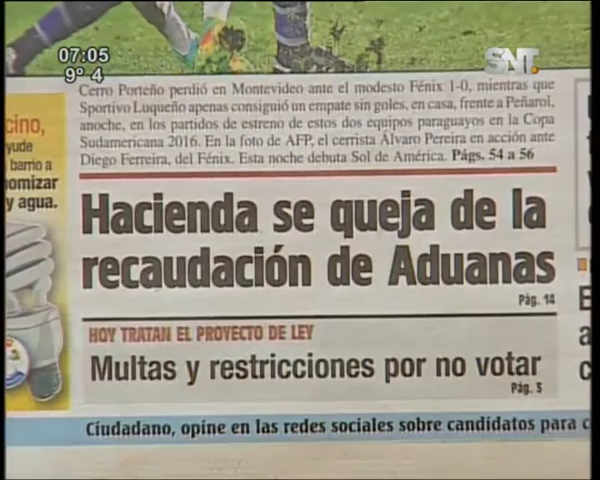 07:05
9° 4
SNT
Cerro Porteño perdió en Montevideo ante el modesto Fénix 1-0, mientras que
Sportivo Luqueño apenas consiguió un empate sin goles, en casa, frente a Peñarol,
anoche, en los partidos de estreno de estos dos equipos paraguayos en la Copa
Sudamericana 2016. En la foto de AFP, el cerrista Álvaro Pereira en acción ante
Diego Ferreira, del Fénix. Esta noche debuta Sol de América. Págs. 54 a 56
cino,
yude
barrio a
omizar
y agua.
Hacienda se queja de la
recaudación de Aduanas
Pág. 14
HOY TRATAN EL PROYECTO DE LEY
Multas y restricciones por no votar
Pág. 3
Ciudadano, opine en las redes sociales sobre candidatos para c